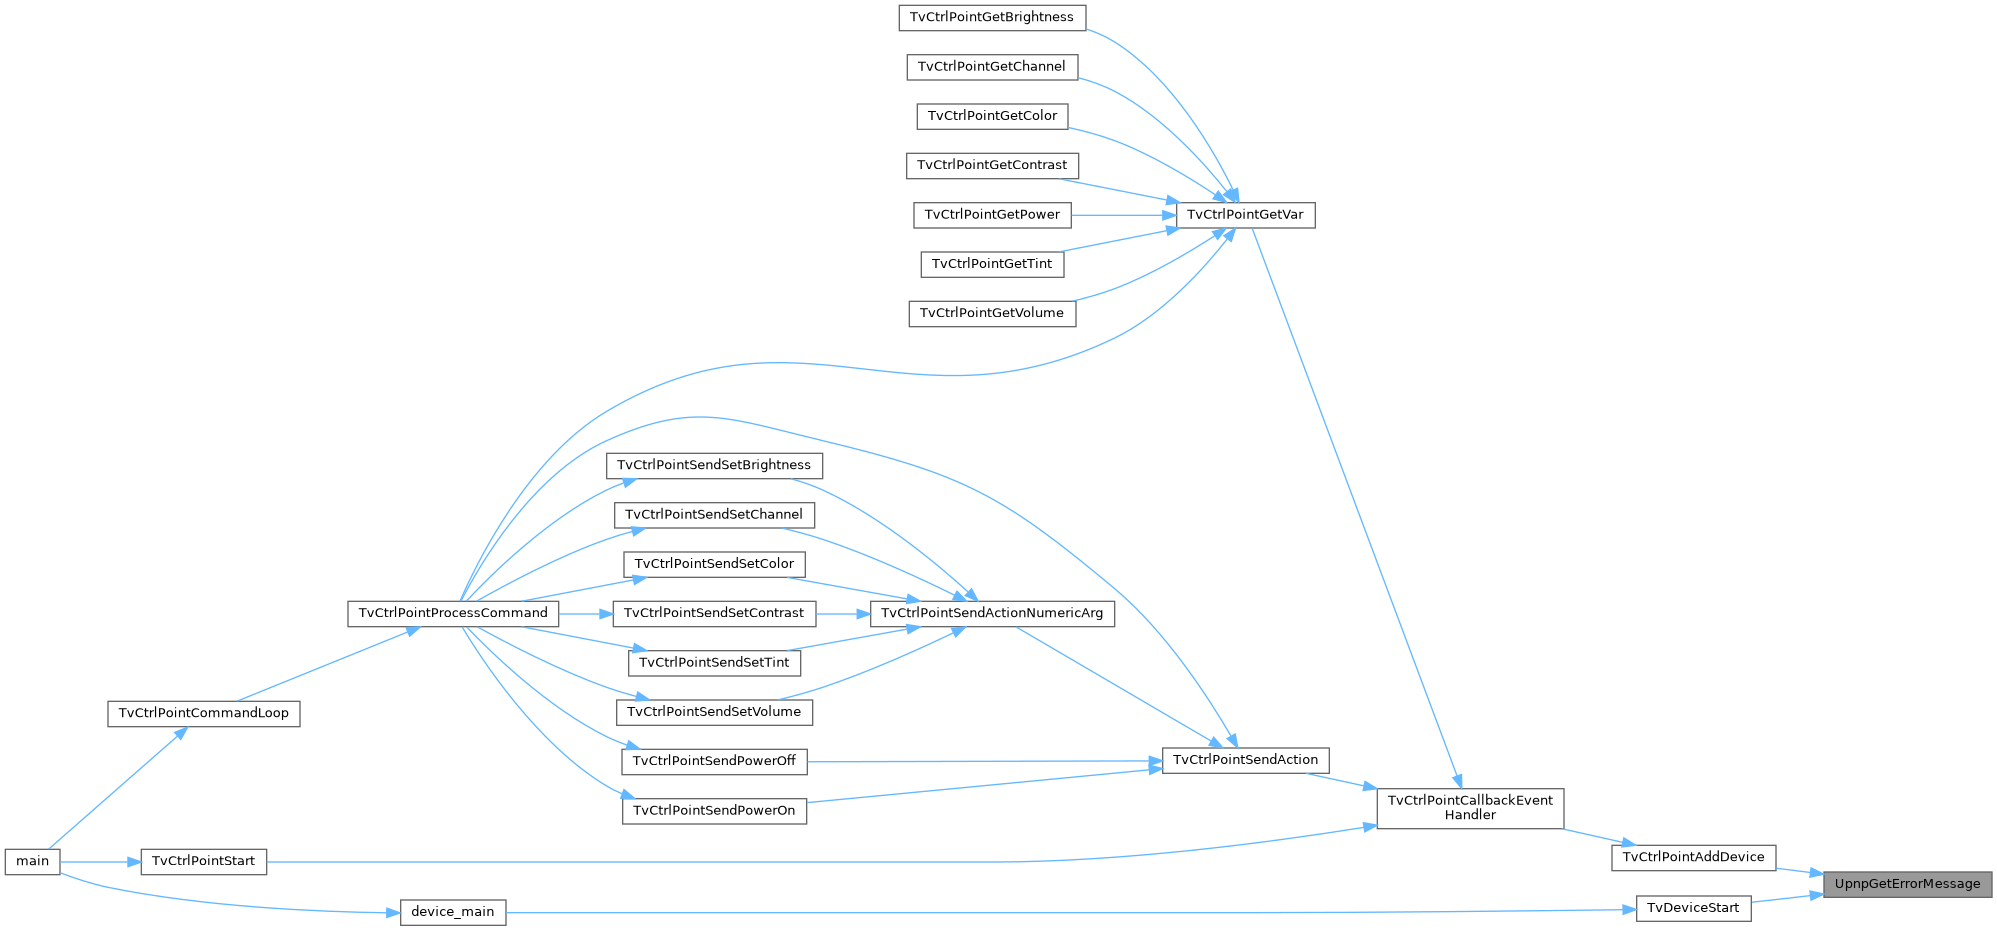 TvCtrlPointGetBrightness
TvCtrlPointGetChannel
TvCtrlPointGetColor
TvCtrlPointGetContrast
TvCtrlPointGetPower
TvCtrlPointGetVar
TvCtrlPointGetTint
TvCtrlPointGetVolume
TvCtrlPointSendSetBrightness
TvCtrlPointSendSetChannel
TvCtrlPointSendSetColor
TvCtrlPointProcessCommand
TvCtrlPointSendSetContrast
TvCtrlPointSendActionNumericArg
TvCtrlPointSendSetTint
TvCtrlPointCommandLoop
TvCtrlPointSendSetVolume
TvCtrlPointSendPowerOff
TvCtrlPointSendAction
TvCtrlPointSendPowerOn
TvCtrlPointCallbackEvent
Handler
main
TvCtrlPointStart
TvCtrlPointAddDevice
UpnpGetErrorMessage
device_main
TvDeviceStart